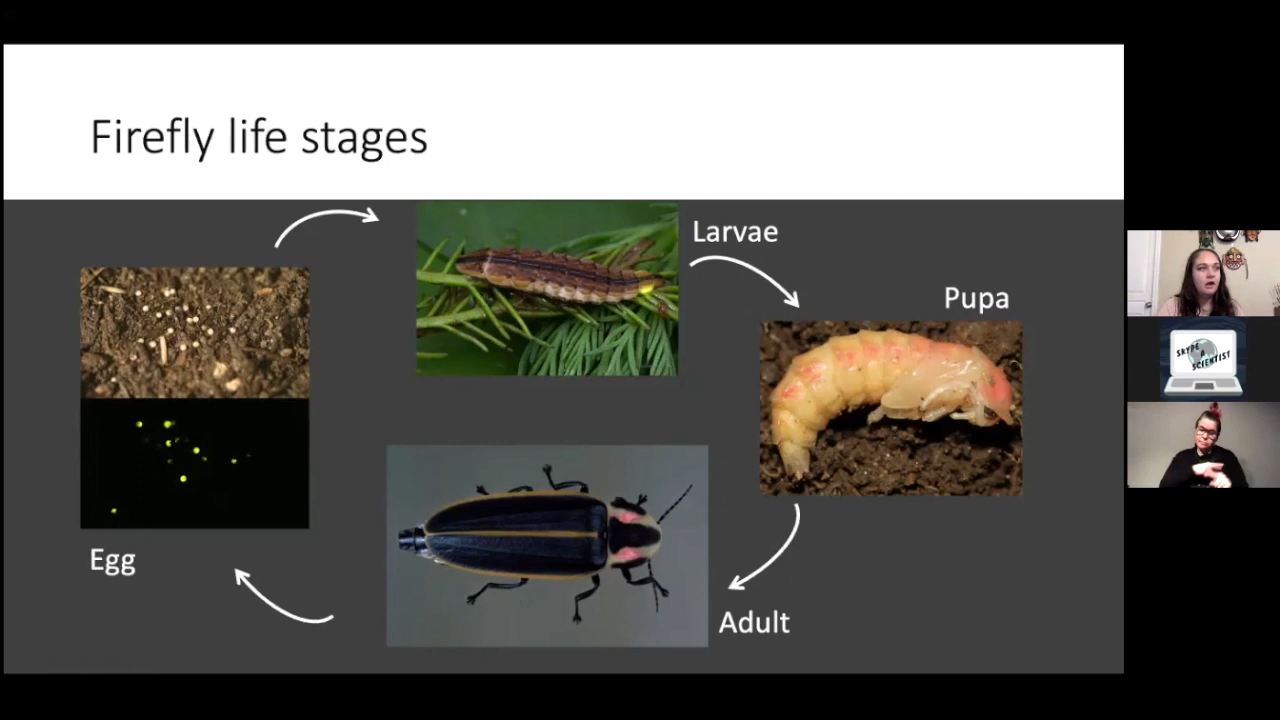 Firefly life stages
Larvae
Pupa
Egg
Adult
SKYPE
A
SCIENTIST